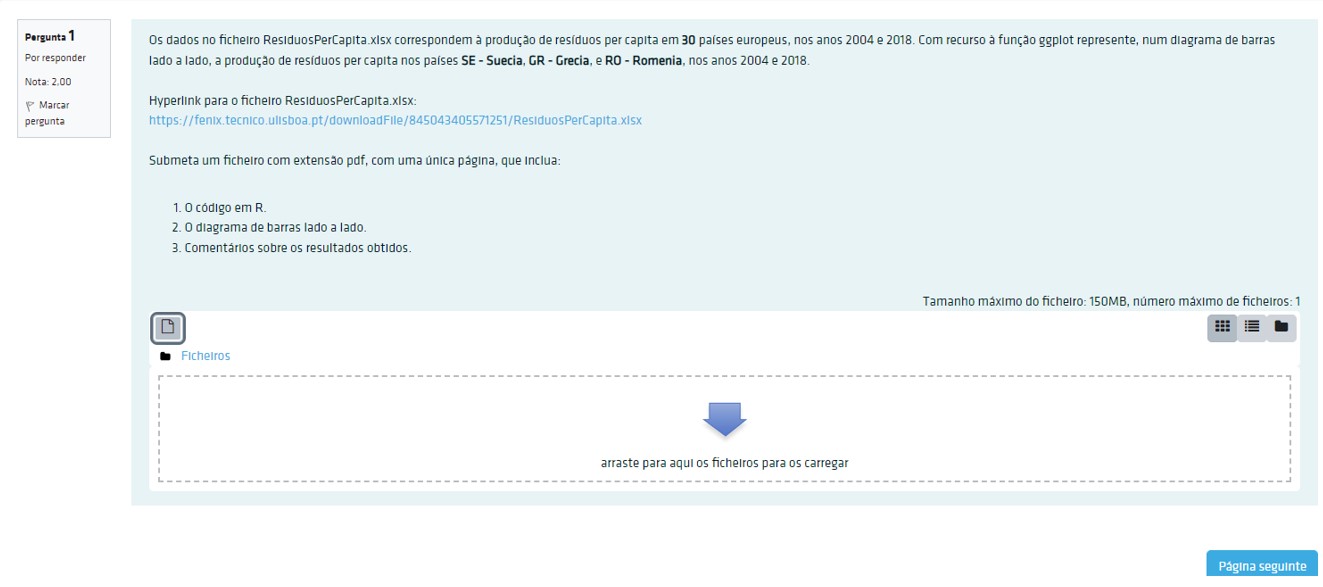 Pergunta 1
Por responder
Nota: 2,00
Marcar
pergunta
Os dados no ficheiro ResiduosPerCapita.xlsx correspondem à produção de resíduos per capita em 30 países europeus, nos anos 2004 e 2018. Com recurso à função ggplot represente, num diagrama de barras
lado a lado, a produção de resíduos per capita nos países SE - Suecia, GR - Grecia, e RO - Romenia, nos anos 2004 e 2018.
Hyperlink para o ficheiro ResiduosPerCapita.xlsx:
https://fenix.tecnico.ulisboa.pt/downloadFile/845043405571251/ResiduosPerCapita.xlsx
Submeta um ficheiro com extensão pdf, com uma única página, que inclua:
1. O código em R.
2. O diagrama de barras lado a lado.
3. Comentários sobre os resultados obtidos.
Tamanho máximo do ficheiro: 150MB, número máximo de ficheiros: 1
Ficheiros
arraste para aqui os ficheiros para os carregar
Página seguinte